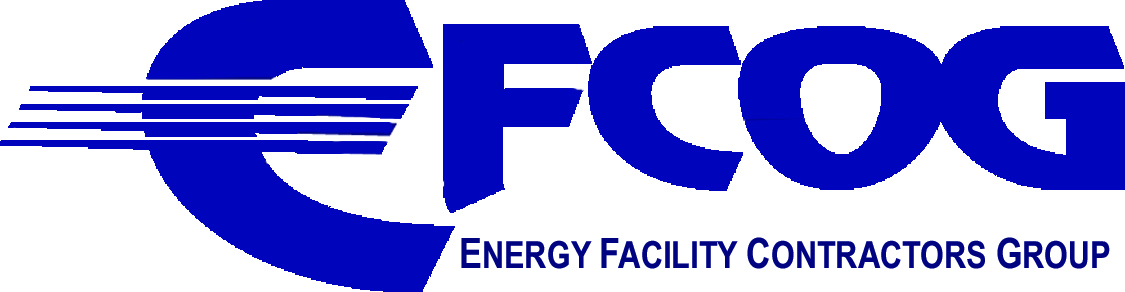 EFCOG
ENERGY FACILITY CONTRACTORS GROUP